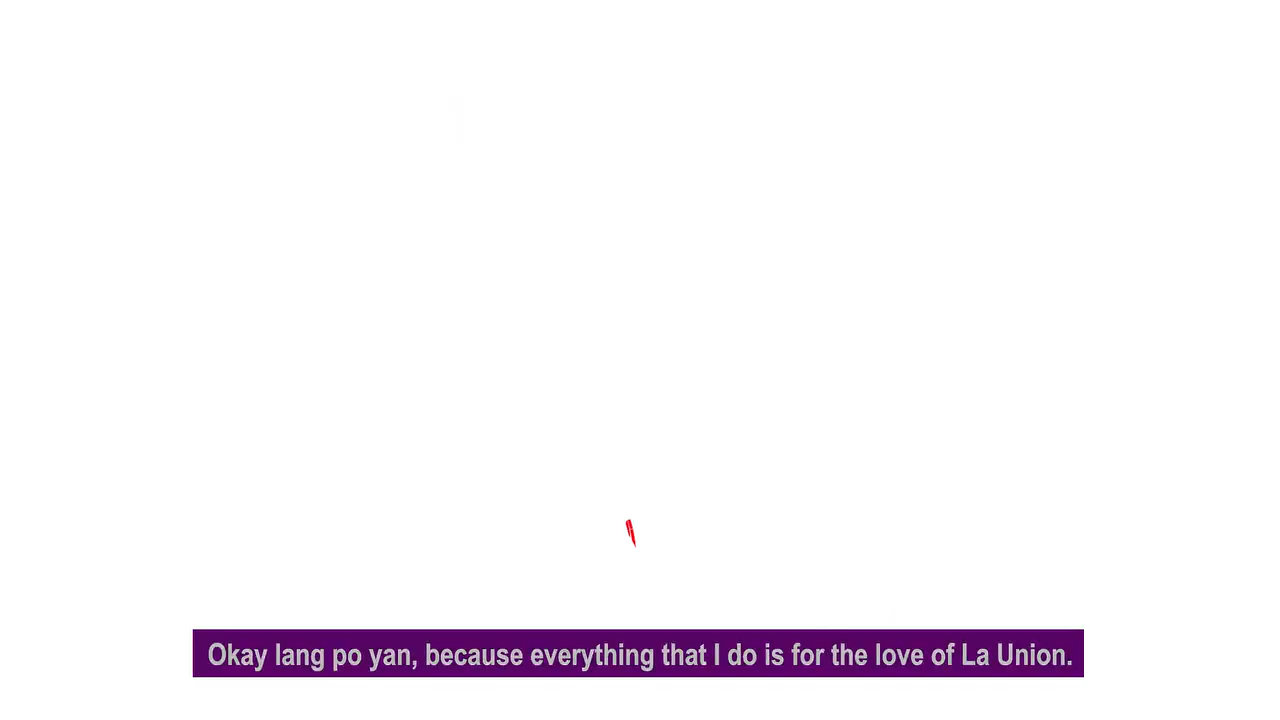 Okay lang po yan, because everything that I do is for the love of La Union.